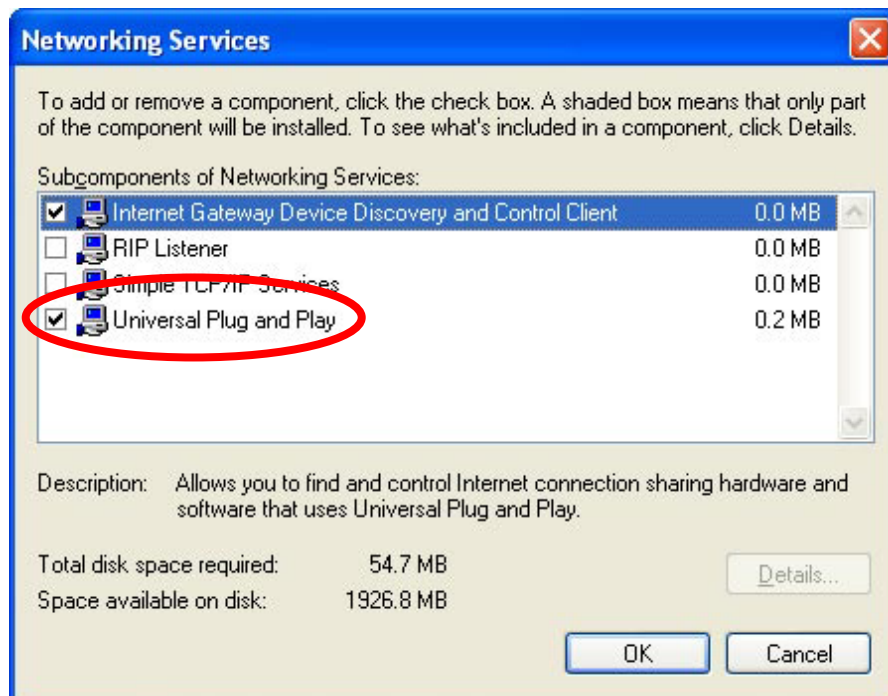 Networking Services
To add or remove a component, click the check box. A shaded box means that only part
of the component will be installed. To see what's included in a component, click Details.
Subcomponents of Networking Services:
Internet Gateway Device Discovery and Control Client 0.0 MB
RIP Listener 0.0 MB
Simple TCP/IP Services 0.0 MB
Universal Plug and Play 0.2 MB
Description: Allows you to find and control Internet connection sharing hardware and
software that uses Universal Plug and Play.
Total disk space required: 54.7 MB
Space available on disk: 1926.8 MB
Details...
OK Cancel